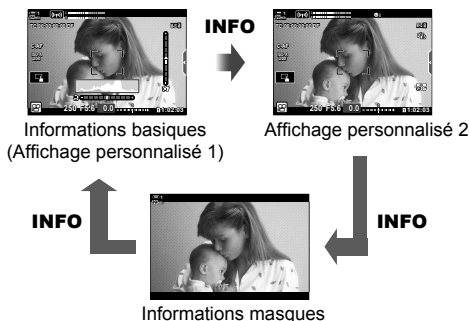 INFO
250 F5.6 0.0
1:02:03
Informations basiques
(Affichage personnalisé 1)
250 F5.6 0.0
1:02:03
Affichage personnalisé 2
INFO
INFO
Informations masques